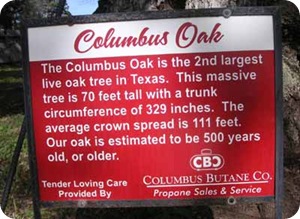 Columbus Oak
The Columbus Oak is the 2nd largest
live oak tree in Texas. This massive
tree is 70 feet tall with a trunk
circumference of 329 inches. The
average crown spread is 111 feet.
Our oak is estimated to be 500 years
old, or older.
CBC
Tender Loving Care
Provided By
COLUMBUS BUTANE CO.
Propane Sales & Service